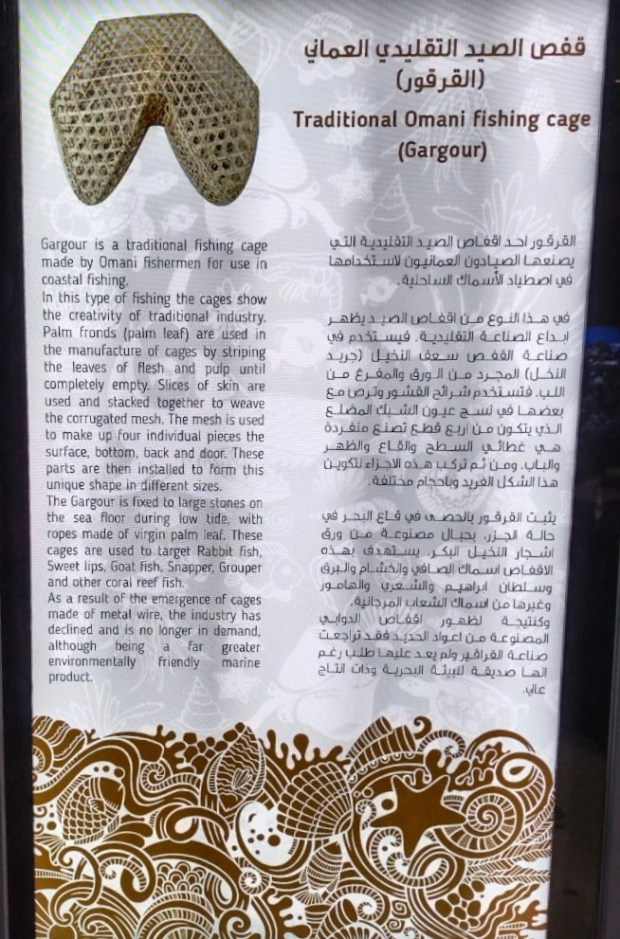 قفص الصيد التقليدي العماني
(القرقور)
Traditional Omani fishing cage
(Gargour)
Gargour is a traditional fishing cage
made by Omani fishermen for use in
coastal fishing.
In this type of fishing the cages show
the creativity of traditional industry.
Palm fronds (palm leaf) are used in
the manufacture of cages by striping
the leaves of flesh and pulp until
completely empty. Slices of skin are
used and stacked together to weave
the corrugated mesh. The mesh is used
to make up four individual pieces the
surface, bottom, back and door. These
parts are then installed to form this
unique shape in different sizes.
The Gargour is fixed to large stones on
the sea floor during low tide, with
ropes made of virgin palm leaf. These
cages are used to target Rabbit fish,
Sweet lips, Goat fish, Snapper, Grouper
and other coral reef fish.
As a result of the emergence of cages
made of metal wire, the industry has
declined and is no longer in demand,
although being a far greater
environmentally friendly marine
product.
القرقور احد اقفاص الصيد التقليدية التي
يصنعها الصيادون العمانيون لاستخدامها
في اصطياد الأسماك الساحلية.
في هذا النوع من اقفاص الصيد يظهر
ابداع الصناعة التقليدية. فيستخدم في
صناعة القفص سعف النخيل (جريد
النخل) المجرد من الورق والمفرغ من
اللب. فتستخدم شرائح القشور وترص مع
بعضها في نسج عيون الشبك المضلع
الذي يتكون من اربع قطع تصنع منفردة
هي غطائي السطح والقاع والظهر
والباب. ومن ثم تركب هذه الاجزاء لتكوين
هذا الشكل الفريد وباحجام مختلفة.
يثبت القرقور بالحصى في قاع البحر في
حالة الجزر، بحبال مصنوعة من ورق
اشجار النخيل البكر. يستهدف بهذه
الاقفاص اسماك الصافي والخشام والبرق
وسلطان ابراهيم والشعري والهامور
وغيرها من اسماك الشعاب المرجانية.
وكنتيجة لظهور اقفاص الدوابي
المصنوعة من اعواد الحديد فقد تراجعت
صناعة القراقير ولم يعد عليها طلب رغم
انها صديقة للبيئة البحرية وذات انتاج
عالي.